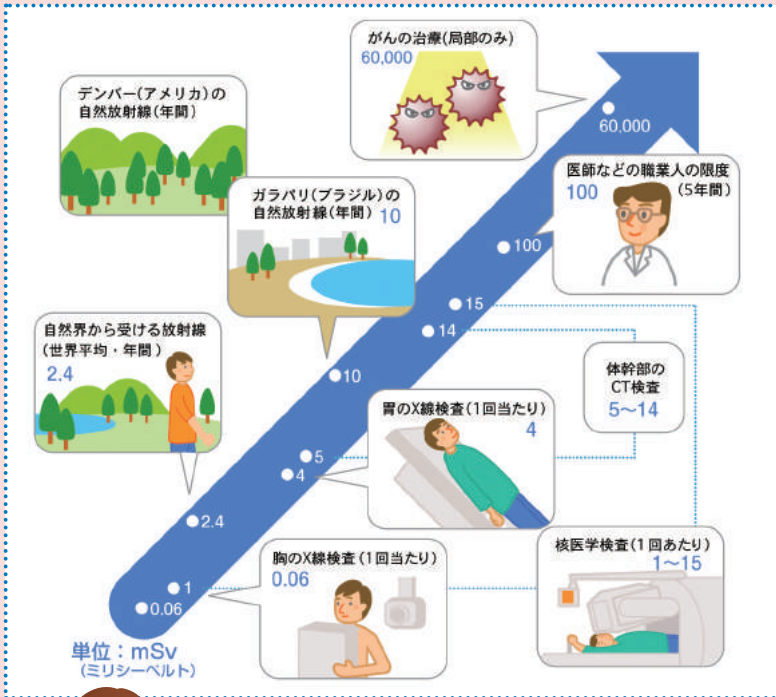 がんの治療(局部のみ)
60,000
デンバー(アメリカ)の
自然放射線(年間)
60,000
医師などの職業人の限度
100 (5年間)
ガラパリ(ブラジル)の
自然放射線(年間) 10
100
15
14
自然界から受ける放射線
(世界平均・年間)
2.4
体幹部の
CT検査
5〜14
10
胃のX線検査(1回当たり)
4
5
4
2.4
核医学検査(1回あたり)
1〜15
胸のX線検査(1回当たり)
0.06
1
0.06
単位:mSv
(ミリシーベルト)